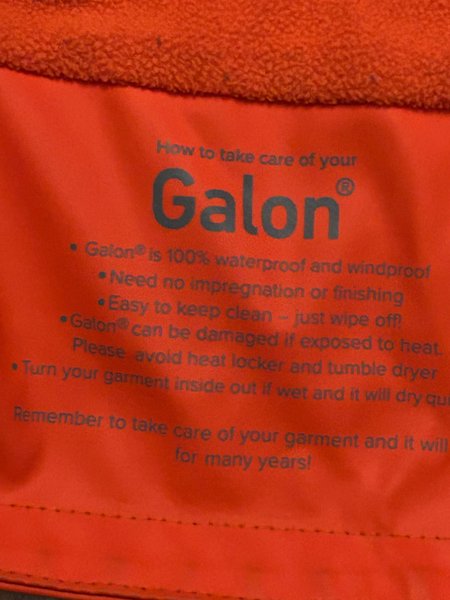 How to take care of your
Galon®
• Galon® is 100% waterproof and windproof
• Need no impregnation or finishing
• Easy to keep clean – just wipe off!
• Galon® can be damaged if exposed to heat.
Please avoid heat locker and tumble dryer
• Turn your garment inside out if wet and it will dry
Remember to take care of your garment and it will
for many years!